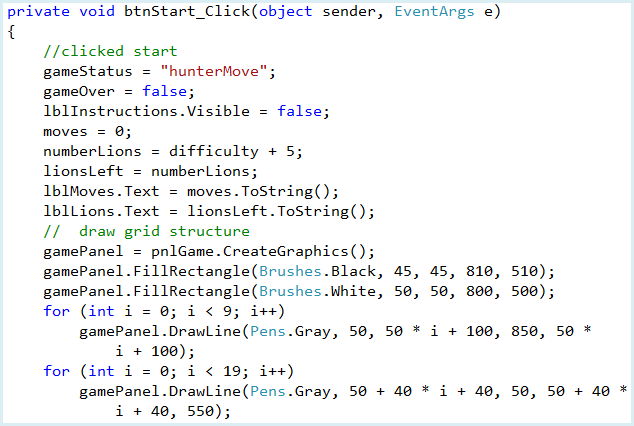 private void btnStart_Click(object sender, EventArgs e)
{
    //clicked start
    gameStatus = "hunterMove";
    gameOver = false;
    lblInstructions.Visible = false;
    moves = 0;
    numberLions = difficulty + 5;
    lionsLeft = numberLions;
    lblMoves.Text = moves.ToString();
    lblLions.Text = lionsLeft.ToString();
    //  draw grid structure
    gamePanel = pnlGame.CreateGraphics();
    gamePanel.FillRectangle(Brushes.Black, 45, 45, 810, 510);
    gamePanel.FillRectangle(Brushes.White, 50, 50, 800, 500);
    for (int i = 0; i < 9; i++)
        gamePanel.DrawLine(Pens.Gray, 50, 50 * i + 100, 850, 50 *
            i + 100);
    for (int i = 0; i < 19; i++)
        gamePanel.DrawLine(Pens.Gray, 50 + 40 * i + 40, 50, 50 + 40 *
            i + 40, 550);